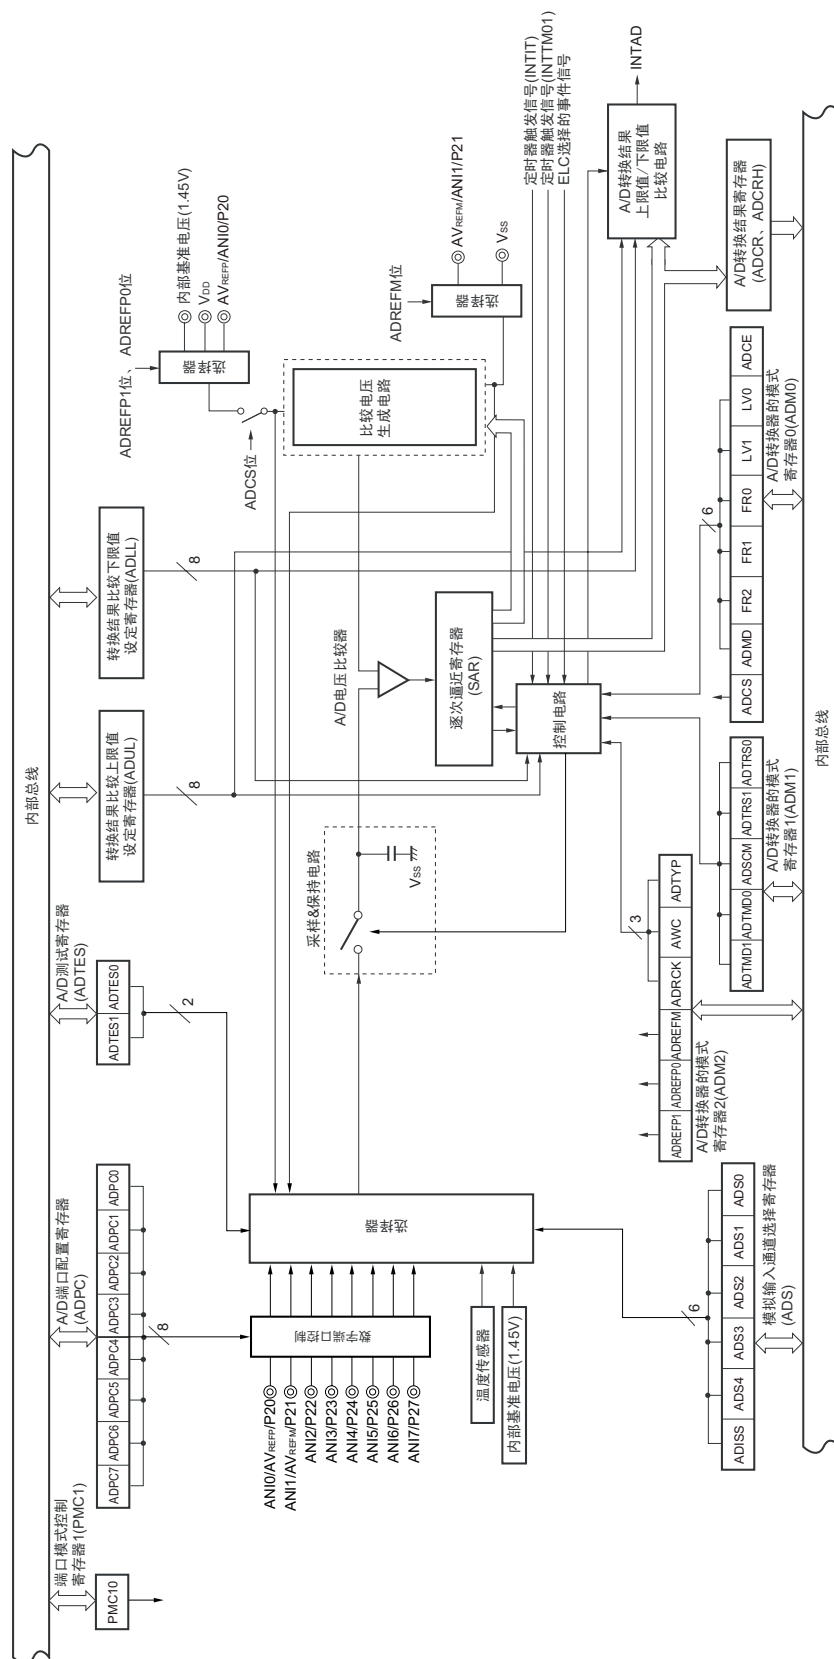 内部总线
端口模式控制
寄存器1(PMC1)
PMC10
A/D端口配置寄存器
(ADPC)
ADPC7
ADPC6
ADPC5
ADPC4
ADPC3
ADPC2
ADPC1
ADPC0
8
A/D测试寄存器
(ADTES)
ADTES1
ADTES0
2
转换结果比较上限值
设定寄存器(ADUL)
8
转换结果比较下限值
设定寄存器(ADLL)
8
ADREFP1位、ADREFP0位
选择器
内部基准电压(1.45V)
VDD
AVREFP/ANI0/P20
ADCS位
ANI0/AVREFP/P20
ANI1/AVREFM/P21
ANI2/P22
ANI3/P23
ANI4/P24
ANI5/P25
ANI6/P26
ANI7/P27
数字端口控制
选择器
温度传感器
内部基准电压(1.45V)
采样&保持电路
VSS
A/D电压比较器
比较电压
生成电路
ADREFM位
选择器
AVREFM/ANI1/P21
VSS
逐次逼近寄存器
(SAR)
控制电路
定时器触发信号(INTIT)
定时器触发信号(INTTM01)
ELC选择的事件信号
A/D转换结果
上限值/下限值
比较电路
INTAD
A/D转换结果寄存器
(ADCR、ADCRH)
ADISS
ADS4
ADS3
ADS2
ADS1
ADS0
6
模拟输入通道选择寄存器
(ADS)
ADREFP1
ADREFP0
ADREFM
ADRCK
AWC
ADTYP
3
A/D转换器的模式
寄存器2(ADM2)
ADTMD1
ADTMD0
ADSCM
ADTRS1
ADTRS0
A/D转换器的模式
寄存器1(ADM1)
ADCS
ADMD
FR2
FR1
FR0
LV1
LV0
ADCE
6
A/D转换器的模式
寄存器0(ADM0)
内部总线